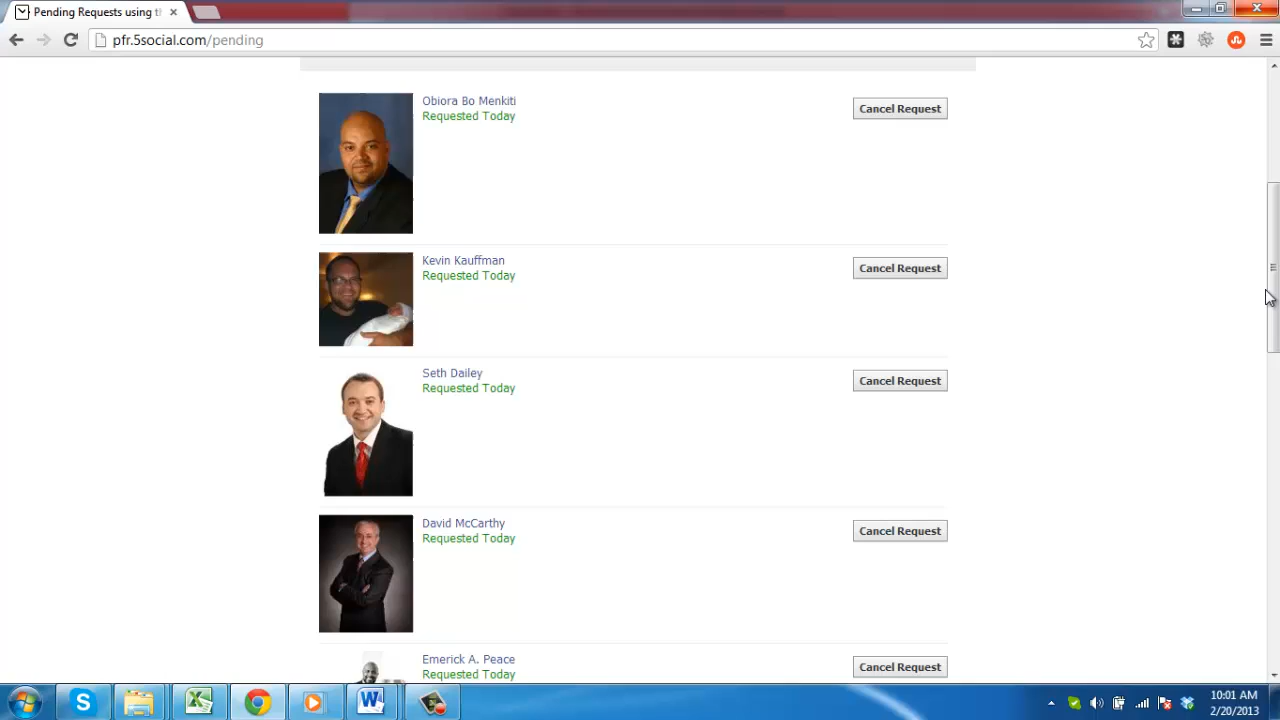 Pending Requests using t
pfr.5social.com/pending
Obiora Bo Menkiti
Requested Today
Cancel Request
Kevin Kauffman
Requested Today
Cancel Request
Seth Dailey
Requested Today
Cancel Request
David McCarthy
Requested Today
Cancel Request
Emerick A. Peace
Requested Today
Cancel Request
10:01 AM
2/20/2013